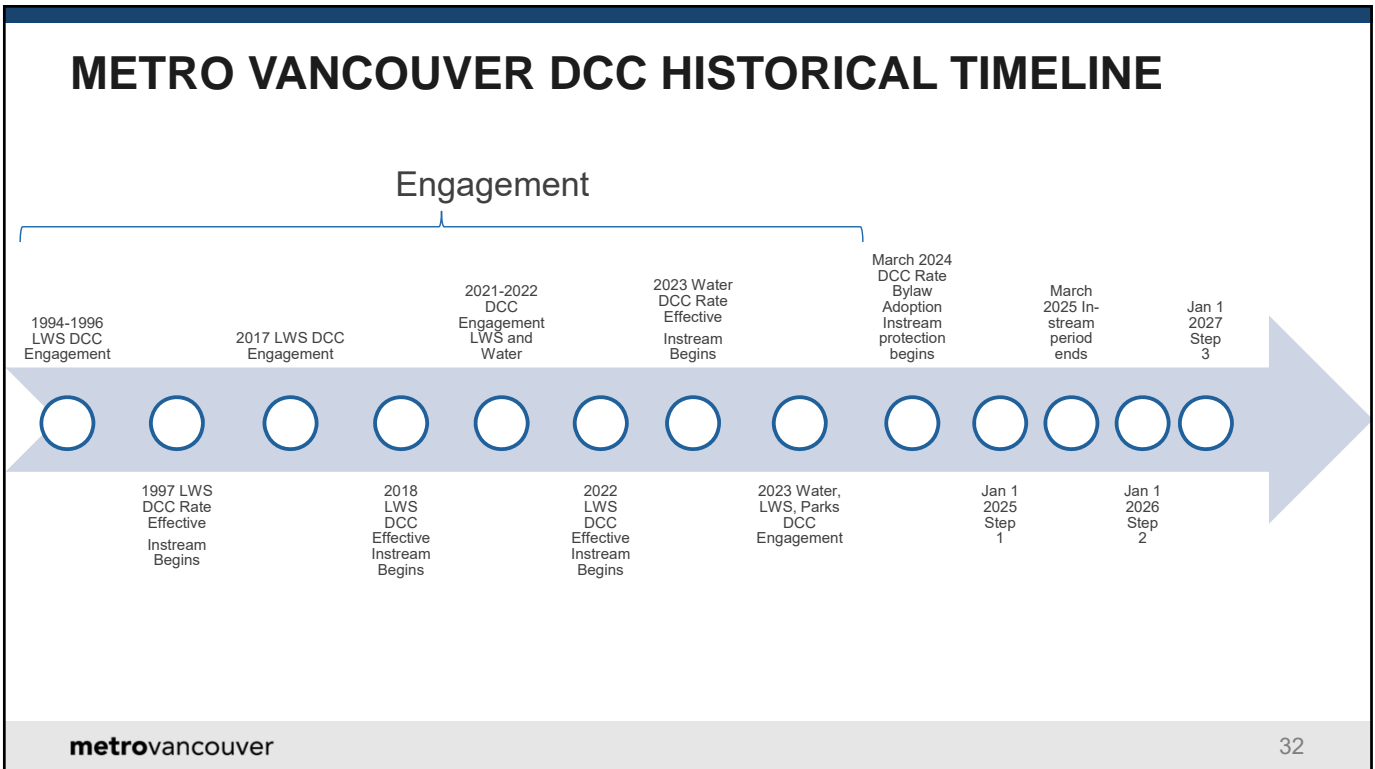 METRO VANCOUVER DCC HISTORICAL TIMELINE
Engagement
1994-1996
LWS DCC
Engagement
1997 LWS
DCC Rate
Effective
Instream
Begins
2017 LWS DCC
Engagement
2018
LWS
DCC
Effective
Instream
Begins
2021-2022
DCC
Engagement
LWS and
Water
2022
LWS
DCC
Effective
Instream
Begins
2023 Water
DCC Rate
Effective
Instream
Begins
2023 Water,
LWS, Parks
DCC
Engagement
March 2024
DCC Rate
Bylaw
Adoption
Instream
protection
begins
Jan 1
2025
Step
1
March
2025 In-
stream
period
ends
Jan 1
2026
Step
2
Jan 1
2027
Step
3
metrovancouver
32